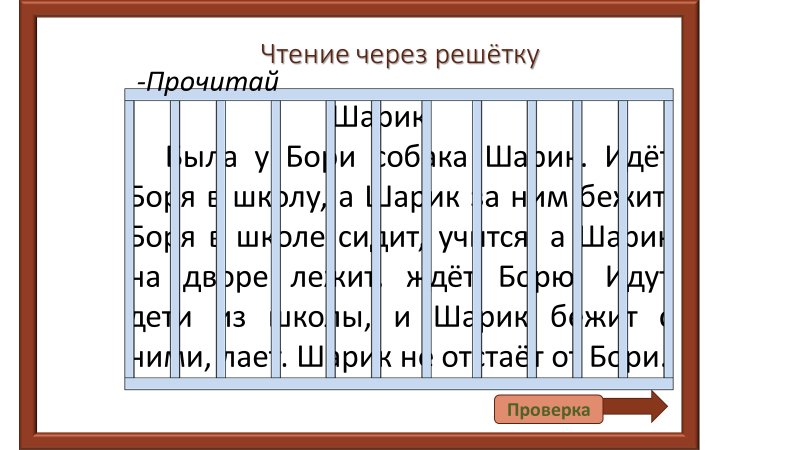 Чтение через решётку
-Прочитай
Шарик
Была у Бори собака Шарик. Идёт
Боря в школу, а Шарик за ним бежит.
Боря в школе сидит, учится, а Шарик
на дворе лежит, ждёт Борю. Идут
дети из школы, и Шарик бежит с
ними, лает. Шарик не отстаёт от Бори.
Проверка